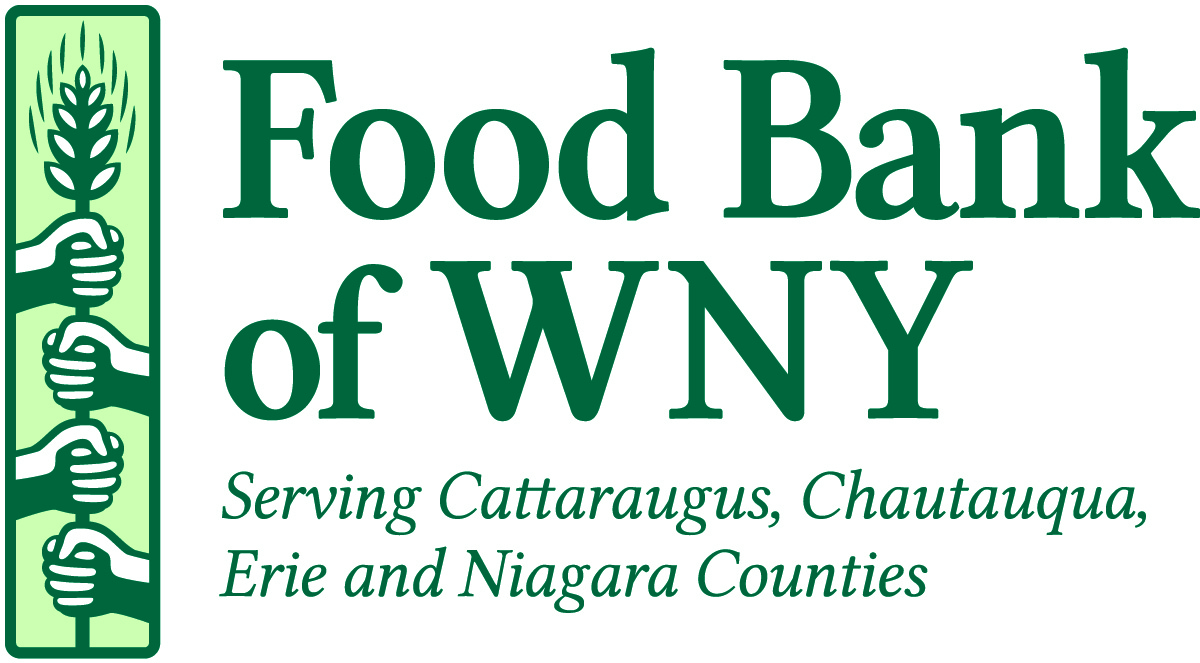 Food Bank
of WNY
Serving Cattaraugus, Chautauqua,
Erie and Niagara Counties